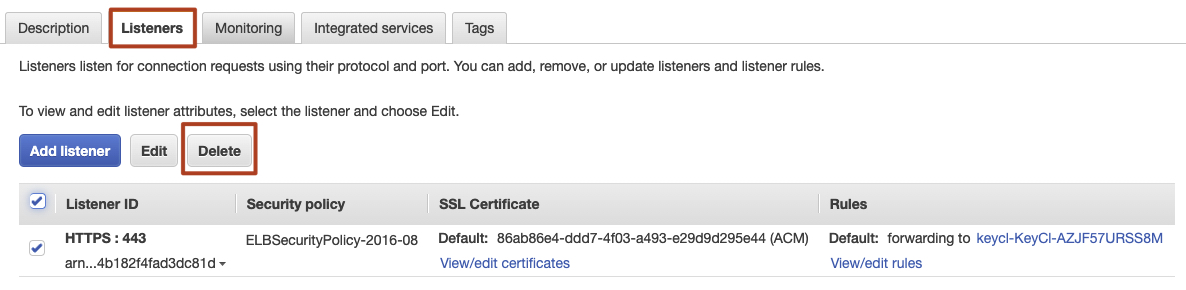 Description Listeners Monitoring Integrated services Tags
Listeners listen for connection requests using their protocol and port. You can add, remove, or update listeners and listener rules.
To view and edit listener attributes, select the listener and choose Edit.
Add listener Edit Delete
Listener ID Security policy SSL Certificate Rules
HTTPS : 443 ELBSecurityPolicy-2016-08 Default: 86ab86e4-ddd7-4f03-a493-e29d9d295e44 (ACM) Default: forwarding to keycl-KeyCl-AZJF57URSS8M
arn...4b182f4fad3dc81d View/edit certificates View/edit rules